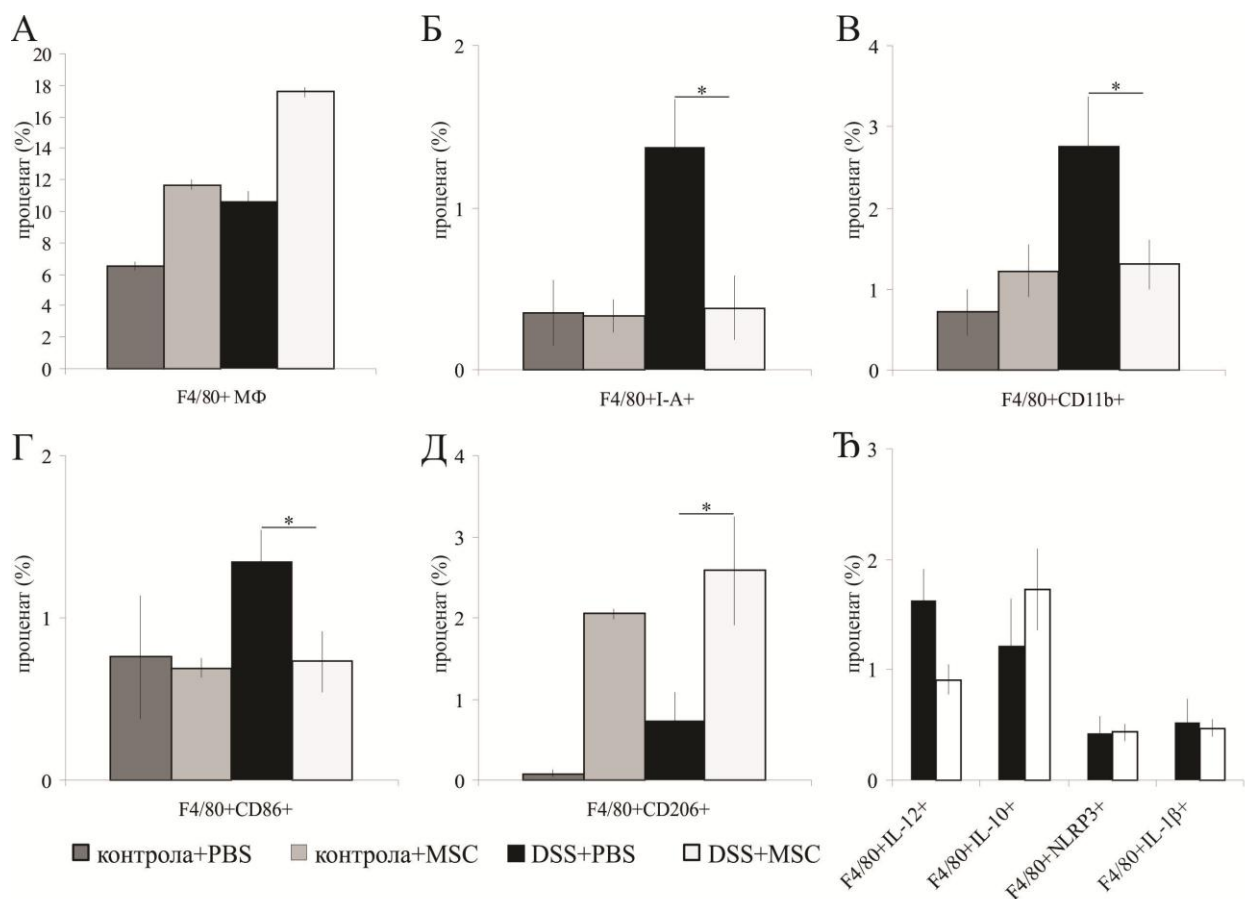 А
проценат (%)
20
18
16
14
12
10
8
6
4
2
0
F4/80+ МФ
Б
проценат (%)
2
1
0
*
F4/80+I-A+
В
проценат (%)
4
3
2
1
0
*
F4/80+CD11b+
Г
проценат (%)
2
1
0
*
F4/80+CD86+
Д
проценат (%)
4
3
2
1
0
*
F4/80+CD206+
Ђ
проценат (%)
3
2
1
0
F4/80+IL-12+
F4/80+IL-10+
F4/80+NLRP3+
F4/80+IL-1β+
контрола+PBS контрола+MSC DSS+PBS DSS+MSC